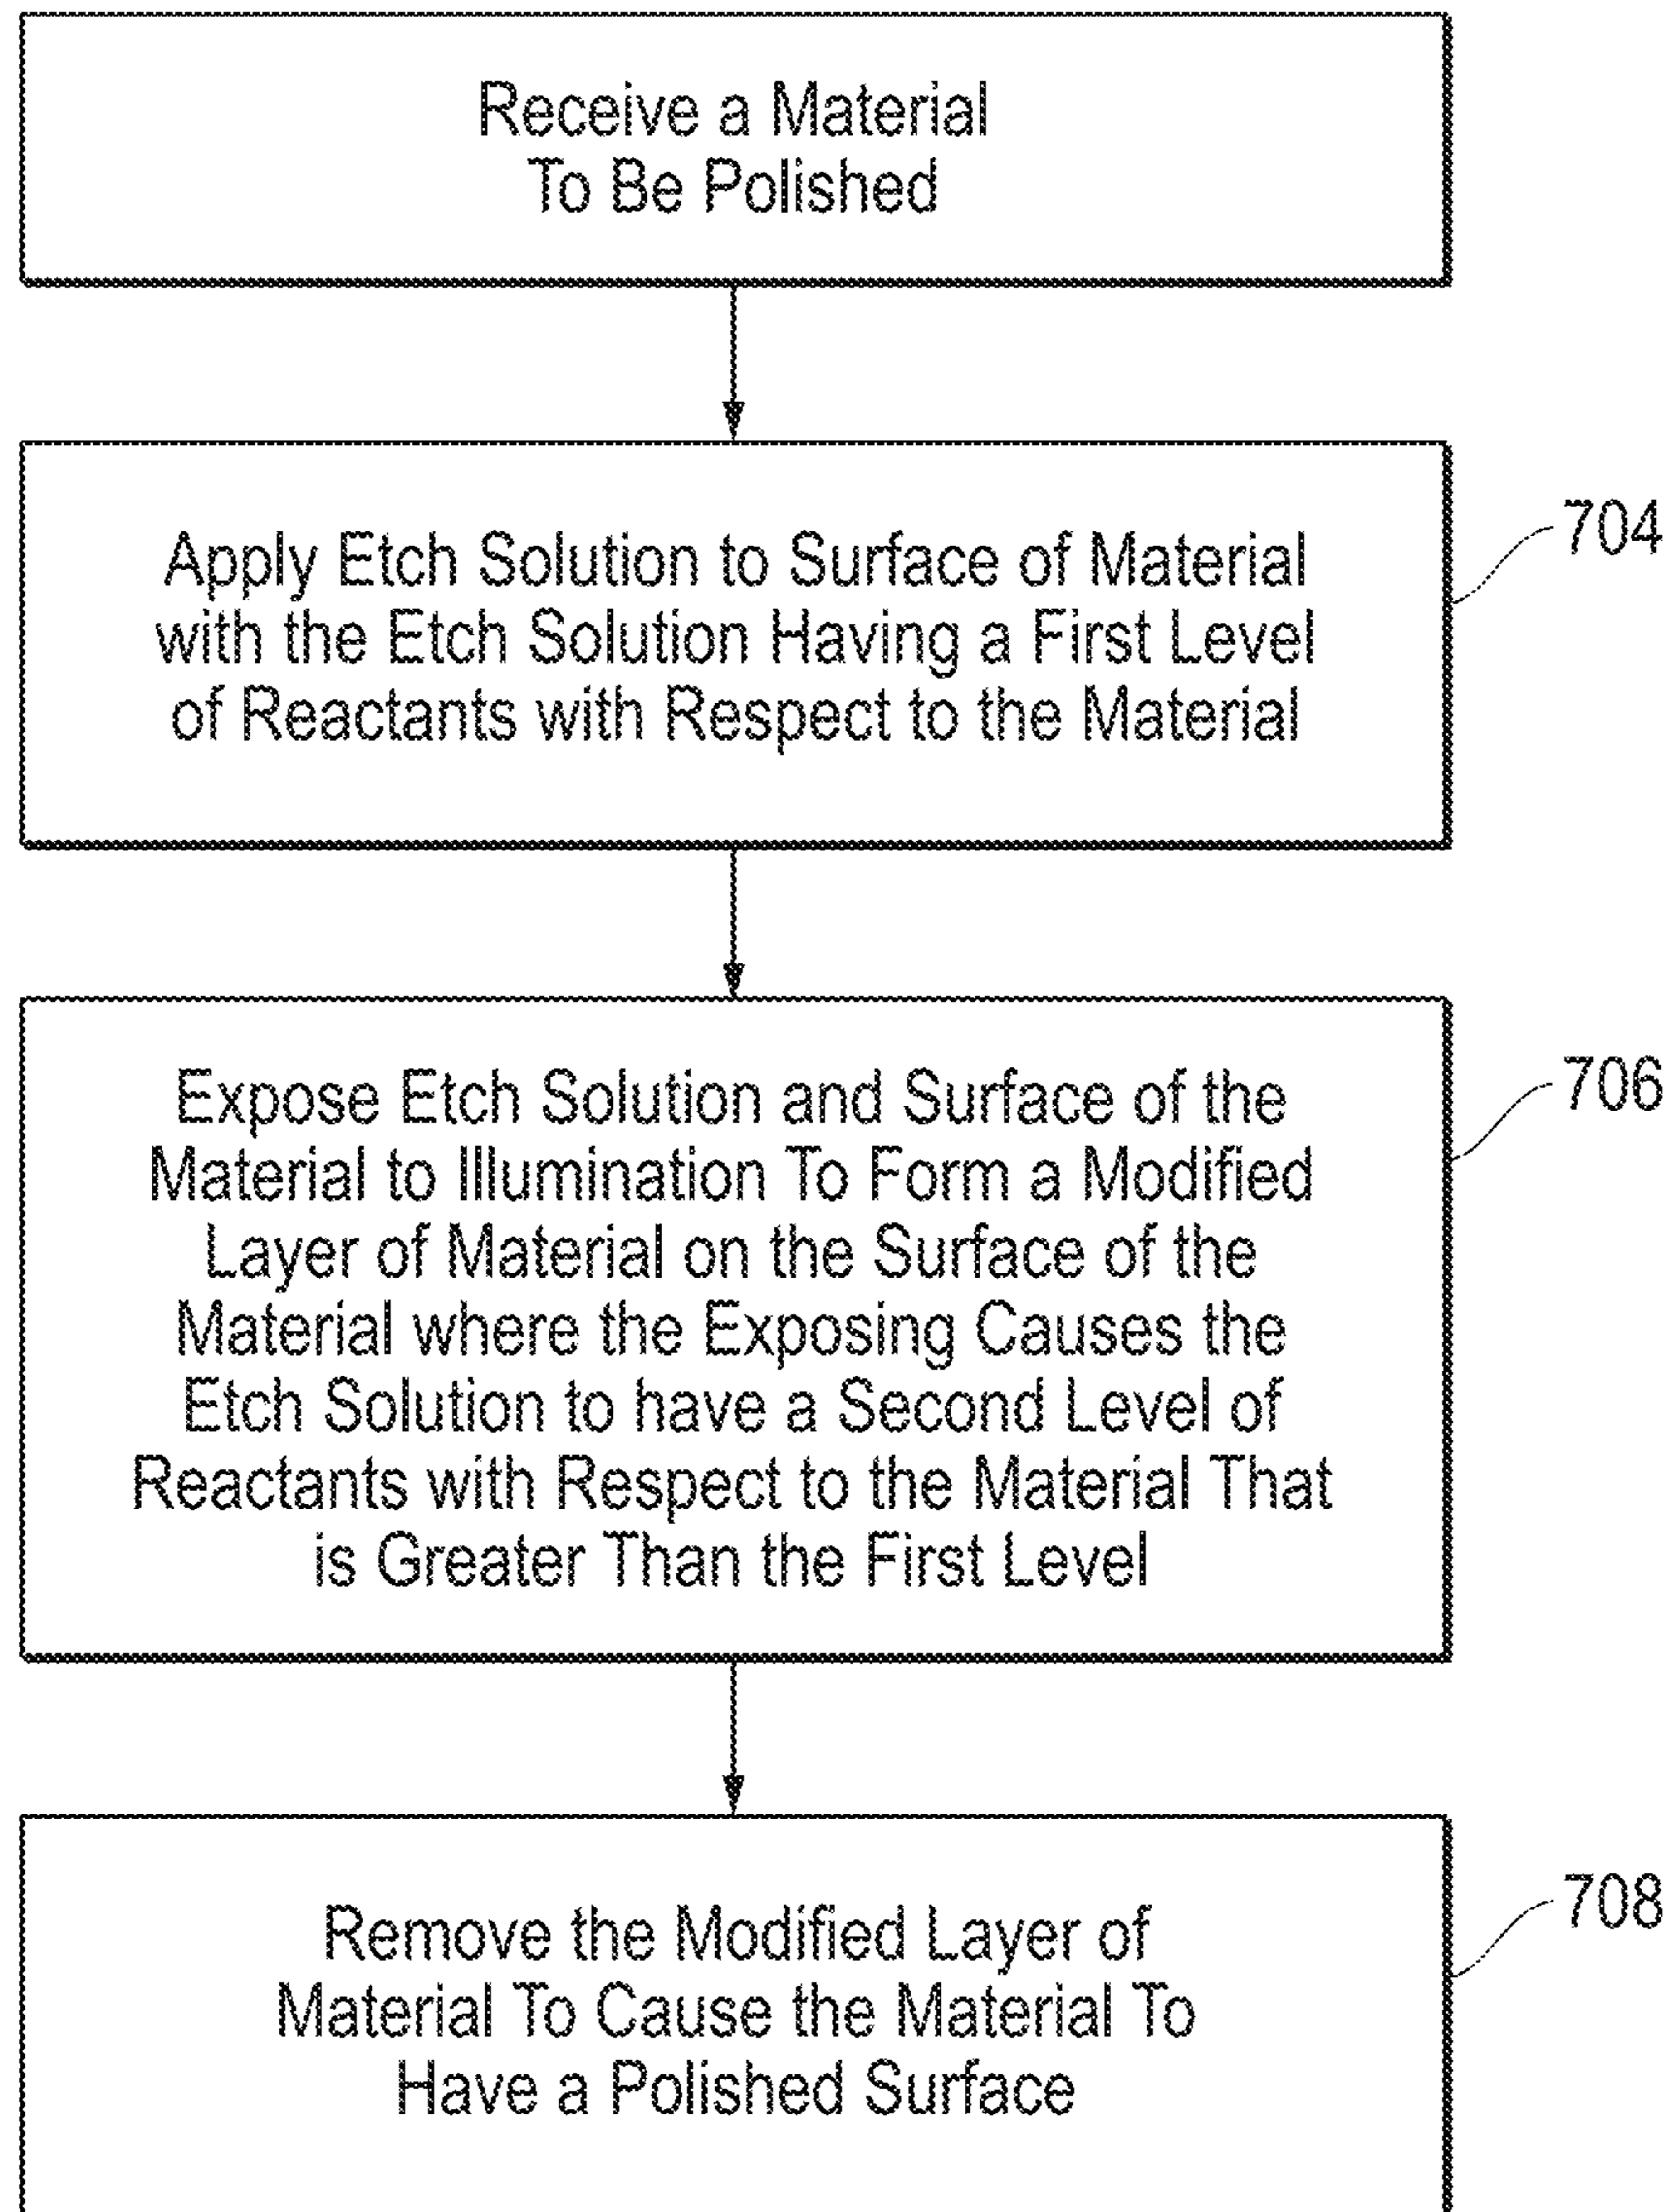 Receive a Material
To Be Polished
Apply Etch Solution to Surface of Material
with the Etch Solution Having a First Level
of Reactants with Respect to the Material
704
Expose Etch Solution and Surface of the
Material to Illumination To Form a Modified
Layer of Material on the Surface of the
Material where the Exposing Causes the
Etch Solution to have a Second Level of
Reactants with Respect to the Material That
is Greater Than the First Level
706
Remove the Modified Layer of
Material To Cause the Material To
Have a Polished Surface
708